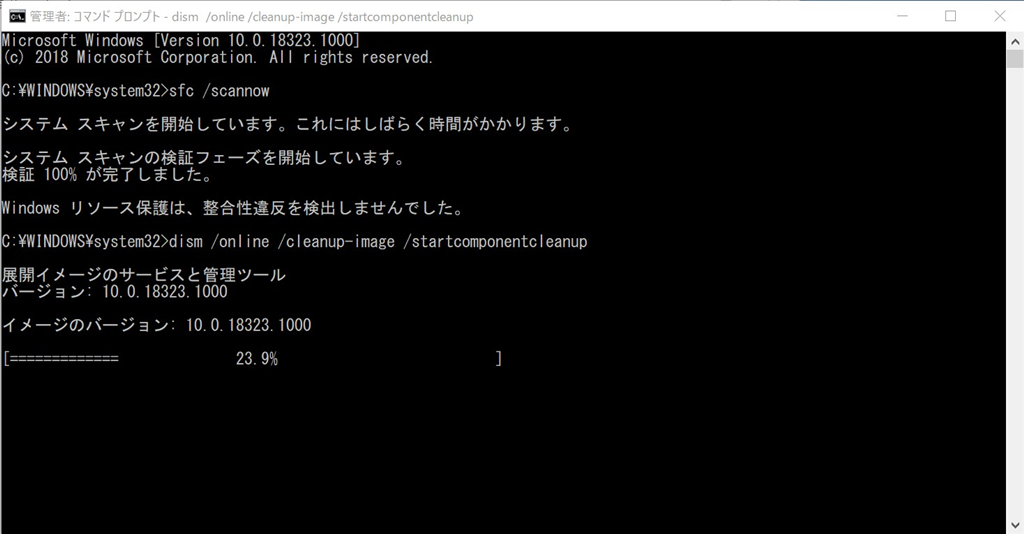 管理者: コマンド プロンプト - dism  /online /cleanup-image /startcomponentcleanup
Microsoft Windows [Version 10.0.18323.1000]
(c) 2018 Microsoft Corporation. All rights reserved.
C:¥WINDOWS¥system32>sfc /scannow
システム スキャンを開始しています。これにはしばらく時間がかかります。
システム スキャンの検証フェーズを開始しています。
検証 100% が完了しました。
Windows リソース保護は、整合性違反を検出しませんでした。
C:¥WINDOWS¥system32>dism /online /cleanup-image /startcomponentcleanup
展開イメージのサービスと管理ツール
バージョン: 10.0.18323.1000
イメージのバージョン: 10.0.18323.1000
[=============             23.9%                          ]